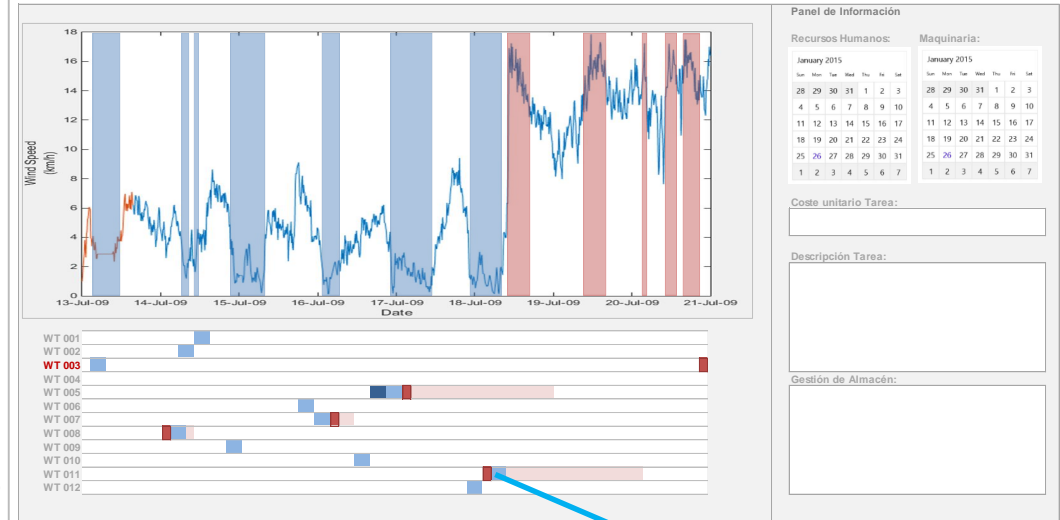 Panel de Información
Recursos Humanos:
Maquinaria:
January 2015
Sun Mon Tue Wed Thu Fri Sat
28 29 30 31 1 2 3
4 5 6 7 8 9 10
11 12 13 14 15 16 17
18 19 20 21 22 23 24
25 26 27 28 29 30 31
1 2 3 4 5 6 7
January 2015
Sun Mon Tue Wed Thu Fri Sat
28 29 30 31 1 2 3
4 5 6 7 8 9 10
11 12 13 14 15 16 17
18 19 20 21 22 23 24
25 26 27 28 29 30 31
1 2 3 4 5 6 7
Coste unitario Tarea:
Descripción Tarea:
Gestión de Almacén:
Wind Speed
(km/h)
18
16
14
12
10
8
6
4
2
0
13-Jul-09 14-Jul-09 15-Jul-09 16-Jul-09 17-Jul-09 18-Jul-09 19-Jul-09 20-Jul-09 21-Jul-09
Date
WT 001
WT 002
WT 003
WT 004
WT 005
WT 006
WT 007
WT 008
WT 009
WT 010
WT 011
WT 012